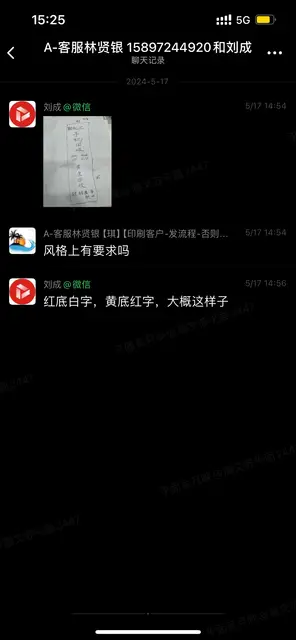 15:25
5G
A-客服林贤银 15897244920和刘成
聊天记录
2024-5-17
刘成@微信
5/17 14:54
A-客服林贤银【琪】【印刷客户-发流程-否则...
5/17 14:54
风格上有要求吗
刘成@微信
5/17 14:56
红底白字，黄底红字，大概这样子